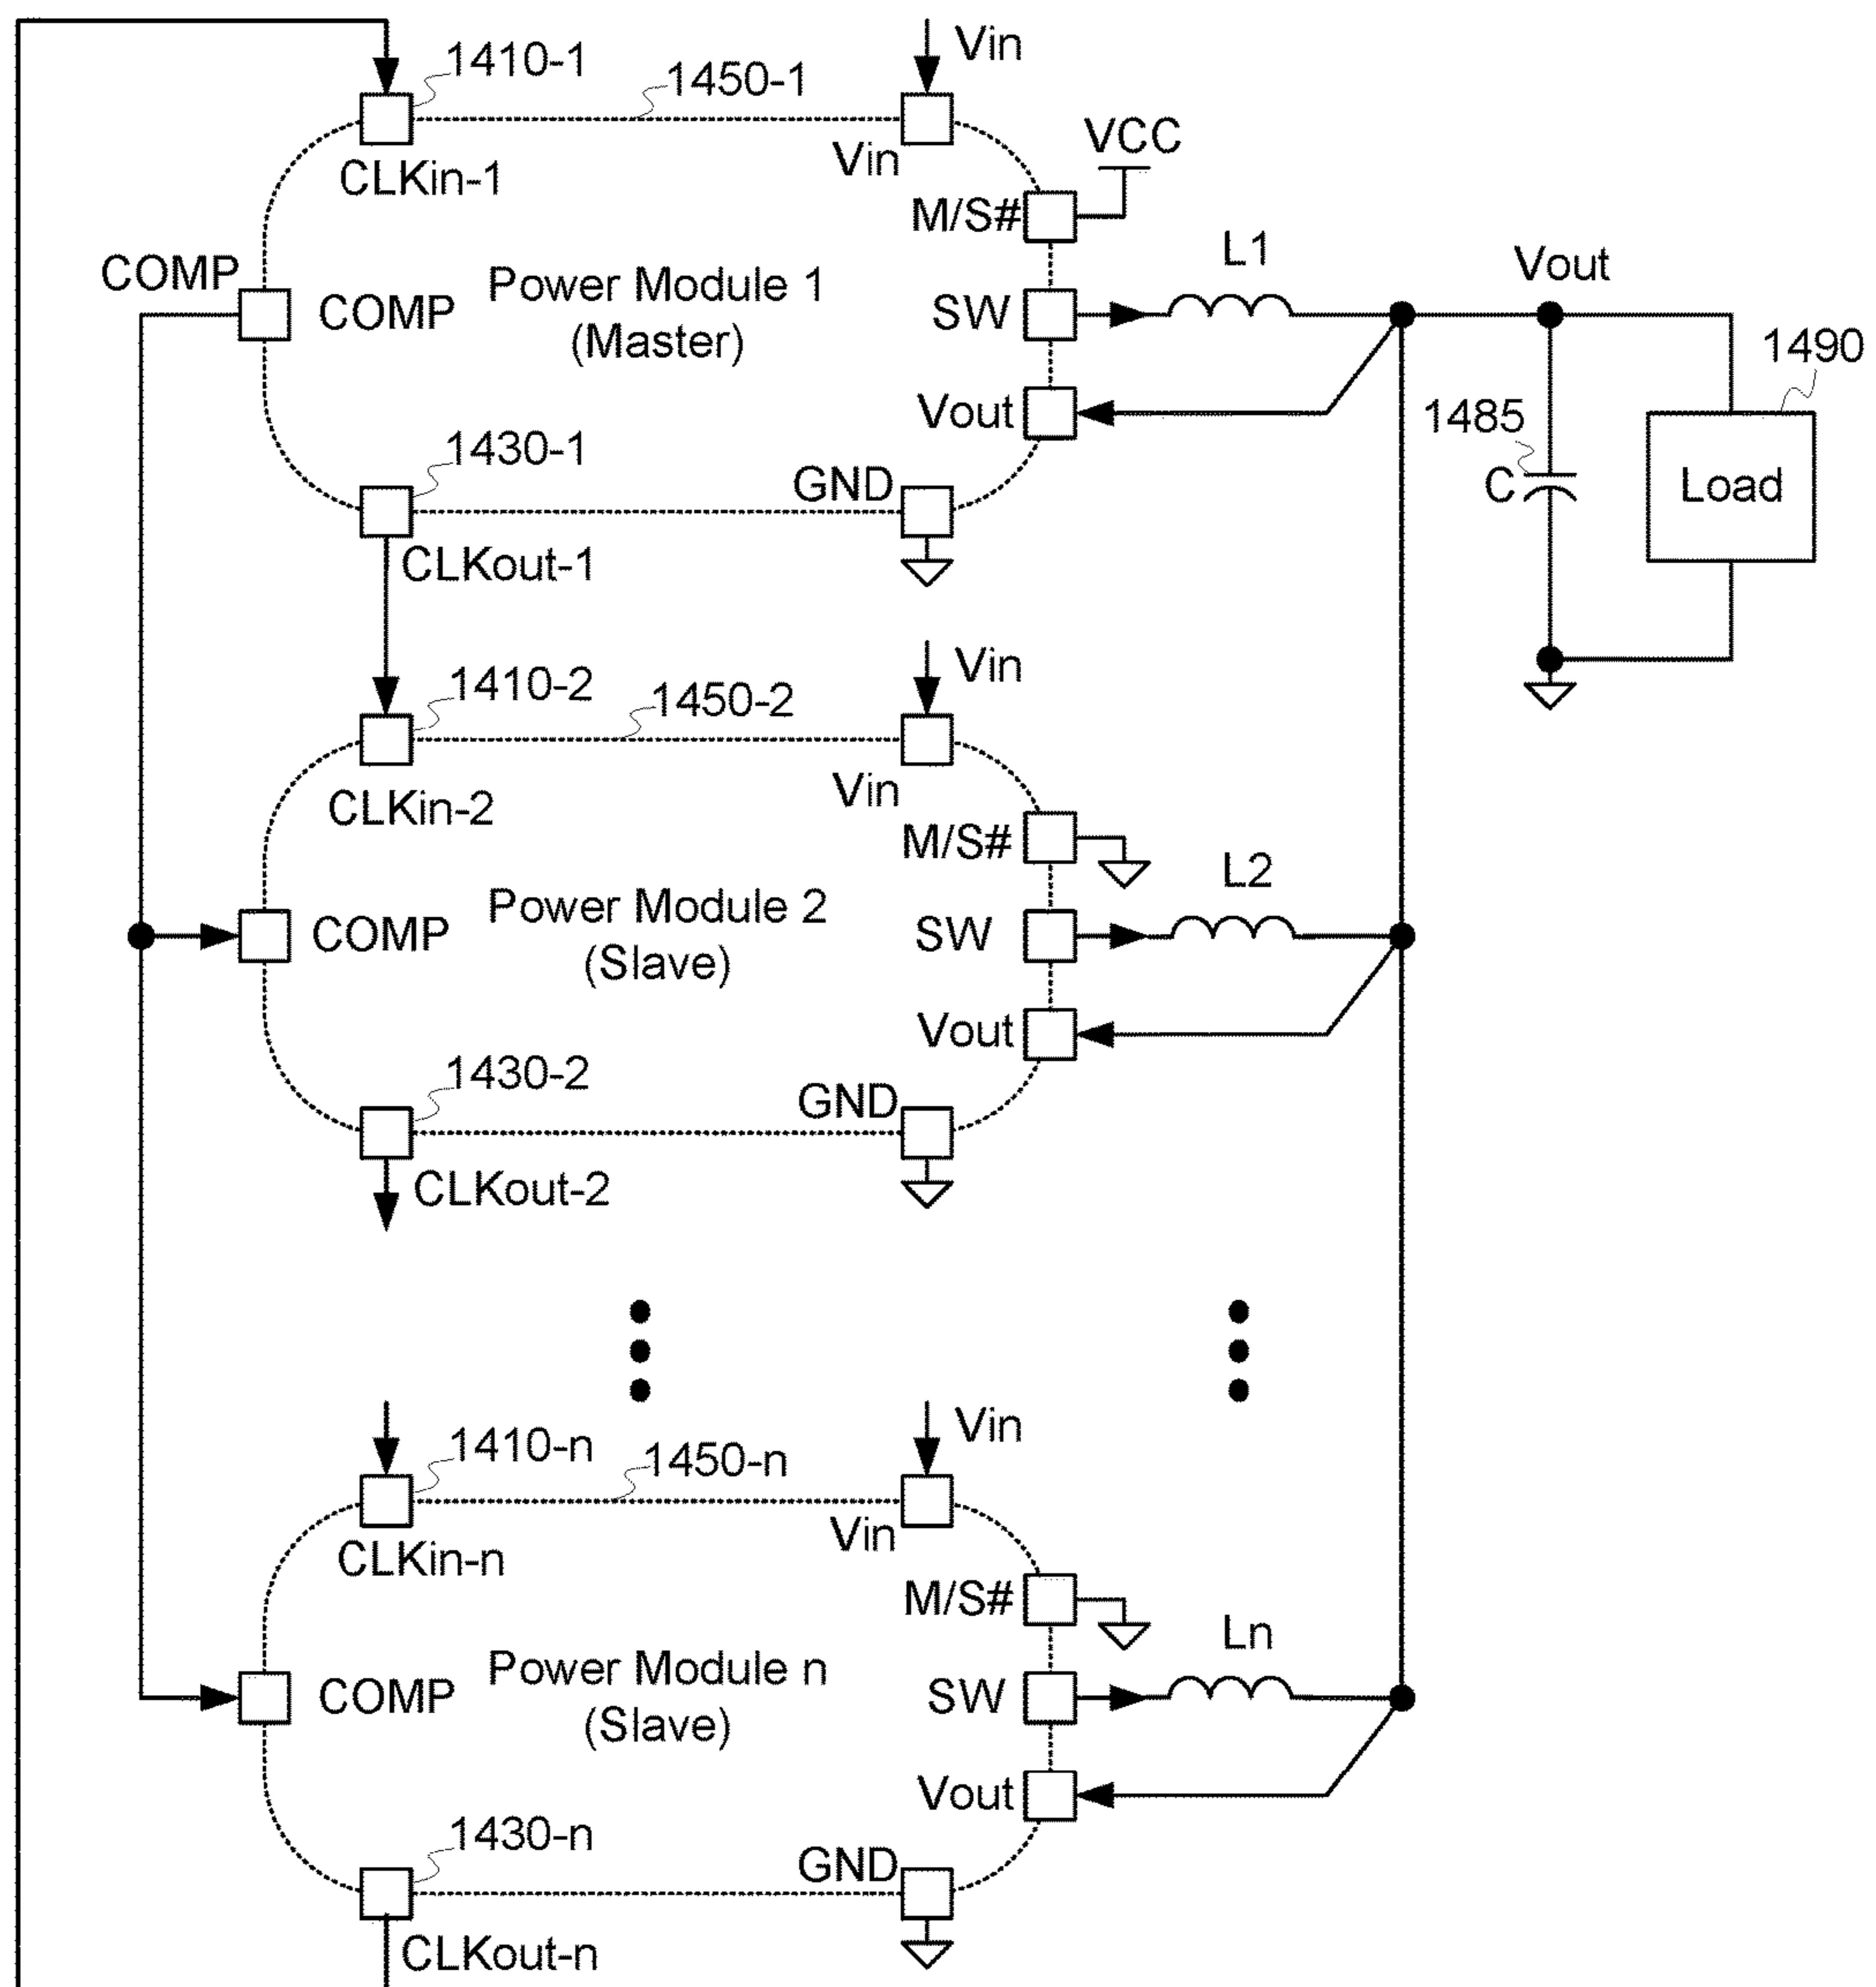 1410-1
1450-1
Vin
CLKin-1
Vin
VCC
M/S#
COMP
COMP
Power Module 1
(Master)
SW
L1
Vout
1490
Vout
1485
C
Load
1430-1
GND
CLKout-1
1410-2
1450-2
Vin
CLKin-2
Vin
M/S#
L2
COMP
Power Module 2
(Slave)
SW
Vout
1430-2
GND
CLKout-2
1410-n
1450-n
Vin
CLKin-n
Vin
M/S#
Ln
COMP
Power Module n
(Slave)
SW
Vout
1430-n
GND
CLKout-n